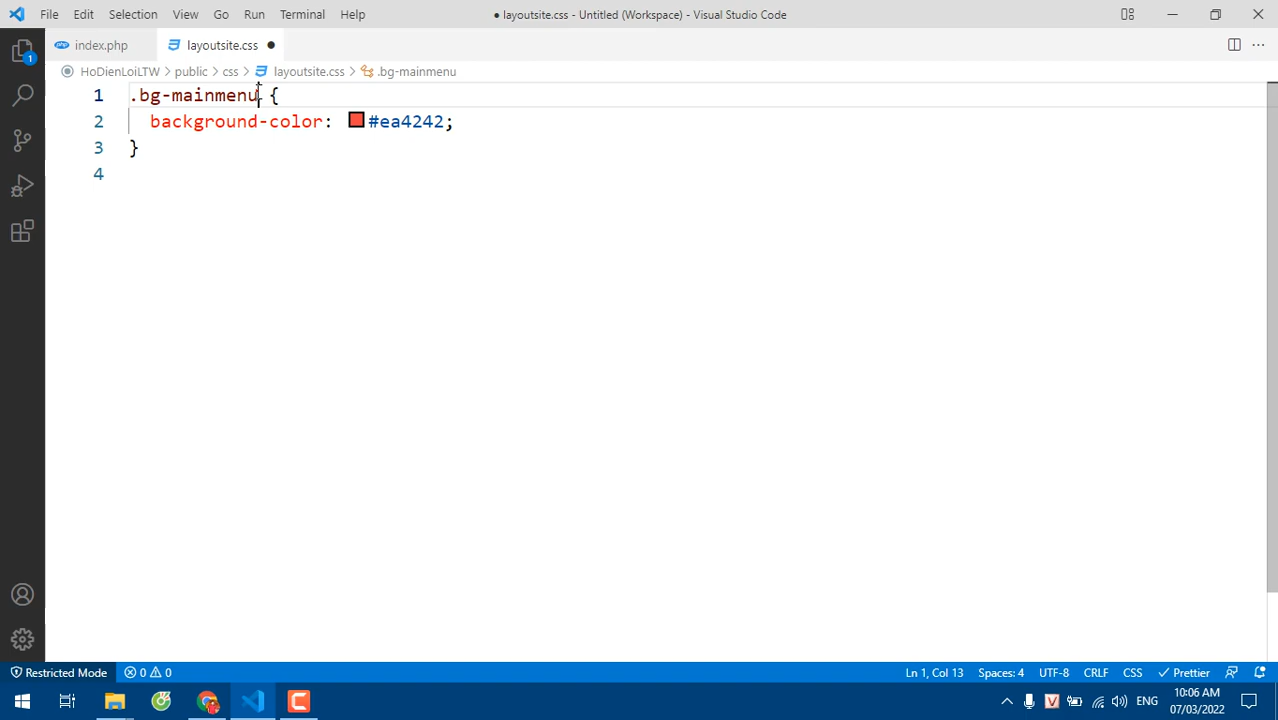 File Edit Selection View Go Run Terminal Help ● layoutsite.css - Untitled (Workspace) - Visual Studio Code
php index.php layoutsite.css ●
HoDienLoiLTW > public > css > layoutsite.css > .bg-mainmenu
1 .bg-mainmenu {
2 background-color: #ea4242;
3 }
4
1
Restricted Mode 0 0 Ln 1, Col 13 Spaces: 4 UTF-8 CRLF CSS Prettier
V ENG 10:06 AM
07/03/2022